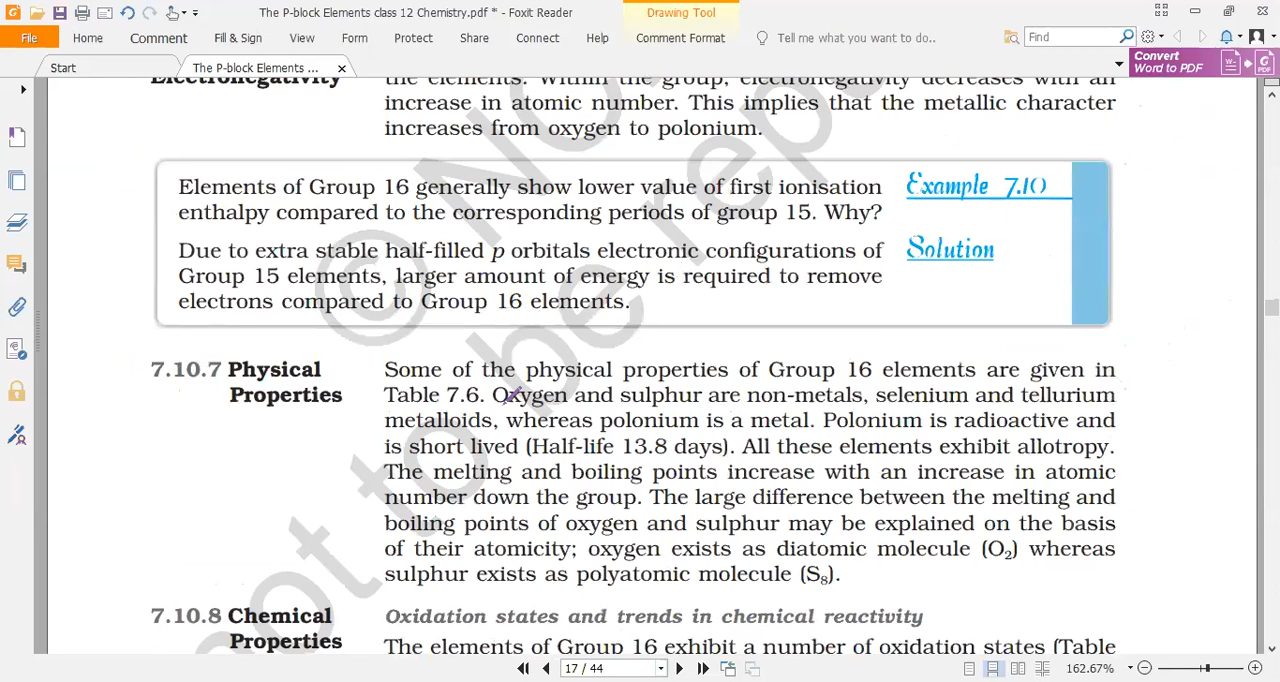 The P-block Elements class 12 Chemistry.pdf * - Foxit Reader
Drawing Tool
File Home Comment Fill & Sign View Form Protect Share Connect Help Comment Format Tell me what you want to do.. Find
Start The P-block Elements ...
Convert
Word to PDF
Electronegativity the elements. Within the group, electronegativity decreases with an
increase in atomic number. This implies that the metallic character
increases from oxygen to polonium.
Elements of Group 16 generally show lower value of first ionisation
enthalpy compared to the corresponding periods of group 15. Why?
Example 7.10
Due to extra stable half-filled p orbitals electronic configurations of
Group 15 elements, larger amount of energy is required to remove
electrons compared to Group 16 elements.
Solution
7.10.7 Physical
Properties
Some of the physical properties of Group 16 elements are given in
Table 7.6. Oxygen and sulphur are non-metals, selenium and tellurium
metalloids, whereas polonium is a metal. Polonium is radioactive and
is short lived (Half-life 13.8 days). All these elements exhibit allotropy.
The melting and boiling points increase with an increase in atomic
number down the group. The large difference between the melting and
boiling points of oxygen and sulphur may be explained on the basis
of their atomicity; oxygen exists as diatomic molecule (O₂) whereas
sulphur exists as polyatomic molecule (S₈).
7.10.8 Chemical
Properties
Oxidation states and trends in chemical reactivity
The elements of Group 16 exhibit a number of oxidation states (Table
© not to be
17 / 44
162.67%